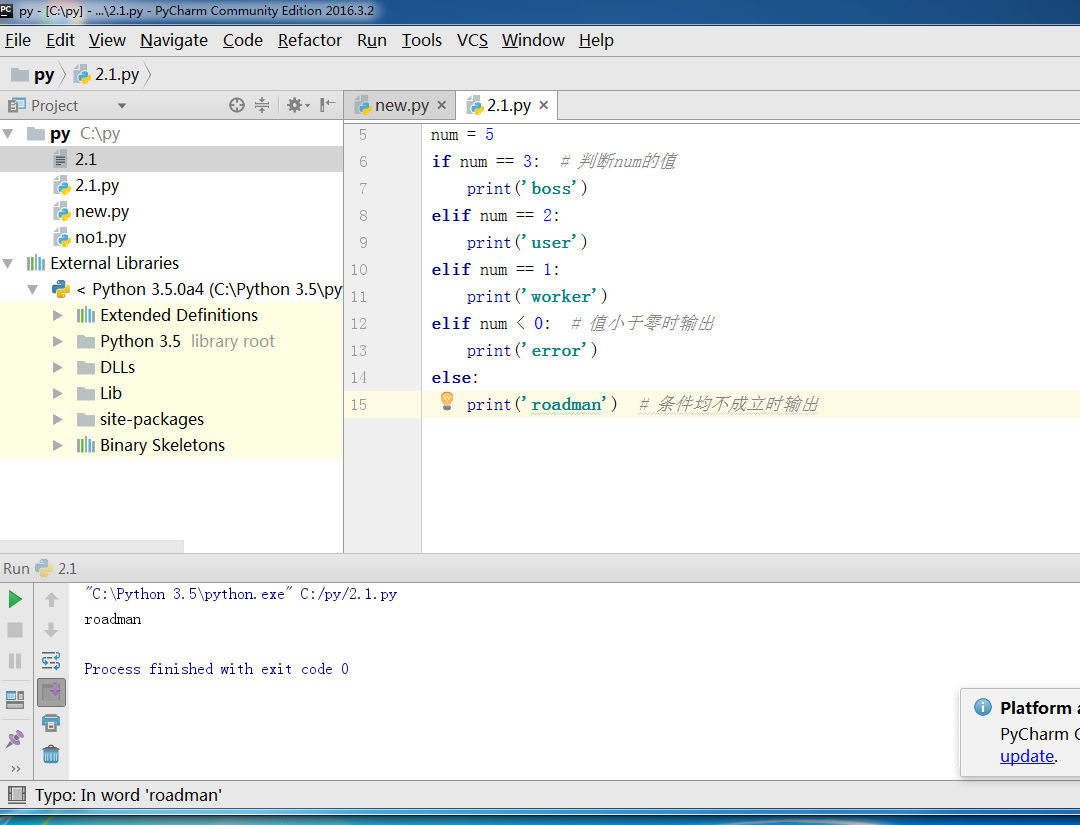 PC py - [C:\py] - ...\2.1.py - PyCharm Community Edition 2016.3.2
File Edit View Navigate Code Refactor Run Tools VCS Window Help
py 2.1.py
Project
new.py 2.1.py
py C:\py
2.1
2.1.py
new.py
no1.py
External Libraries
< Python 3.5.0a4 (C:\Python 3.5\py
Extended Definitions
Python 3.5 library root
DLLs
Lib
site-packages
Binary Skeletons
5 num = 5
6 if num == 3: # 判断num的值
7 print('boss')
8 elif num == 2:
9 print('user')
10 elif num == 1:
11 print('worker')
12 elif num < 0: # 值小于零时输出
13 print('error')
14 else:
15 print('roadman') # 条件均不成立时输出
Run 2.1
"C:\Python 3.5\python.exe" C:/py/2.1.py
roadman
Process finished with exit code 0
Platform a
PyCharm C
update.
Typo: In word 'roadman'